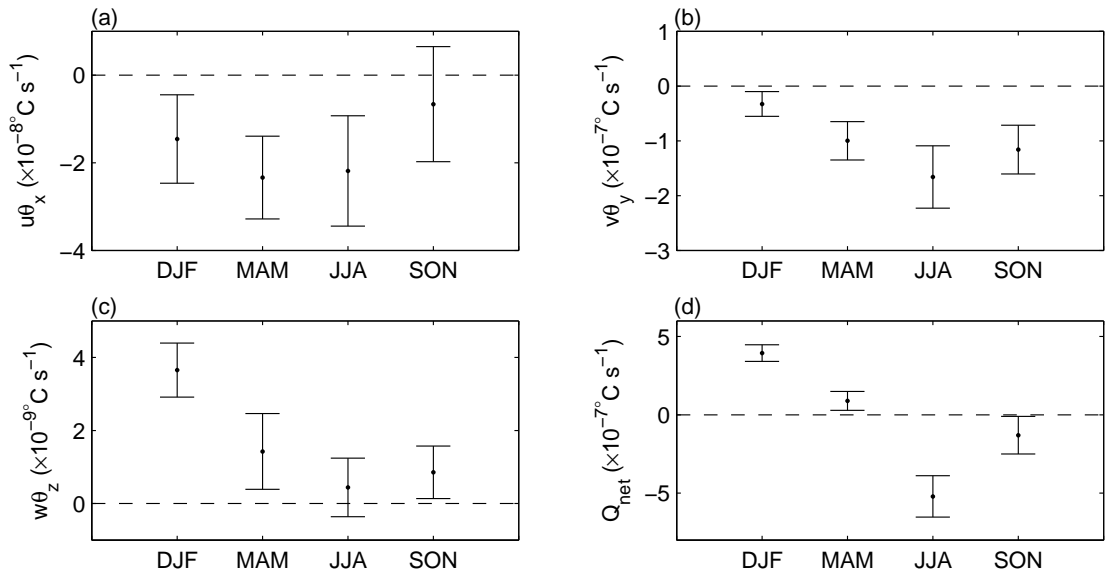 (a)
uθx (×10−8°C s−1)
0
−2
−4
DJF MAM JJA SON
(b)
vθy (×10−7°C s−1)
1
0
−1
−2
−3
DJF MAM JJA SON
(c)
wθz (×10−9°C s−1)
4
2
0
DJF MAM JJA SON
(d)
Qnet (×10−7°C s−1)
5
0
−5
DJF MAM JJA SON